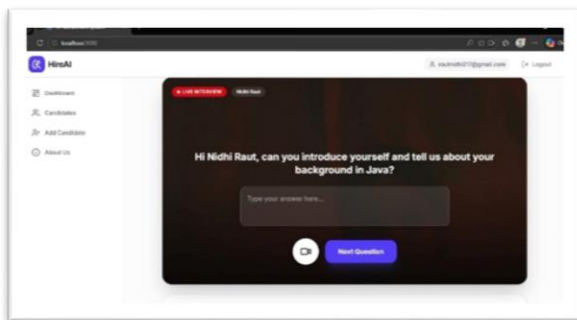 localhost
HireAI
Logout
Dashboard
Candidates
Add Candidate
About Us
LIVE INTERVIEW
Nidhi Raut
Hi Nidhi Raut, can you introduce yourself and tell us about your
background in Java?
Type your answer here...
Next Question